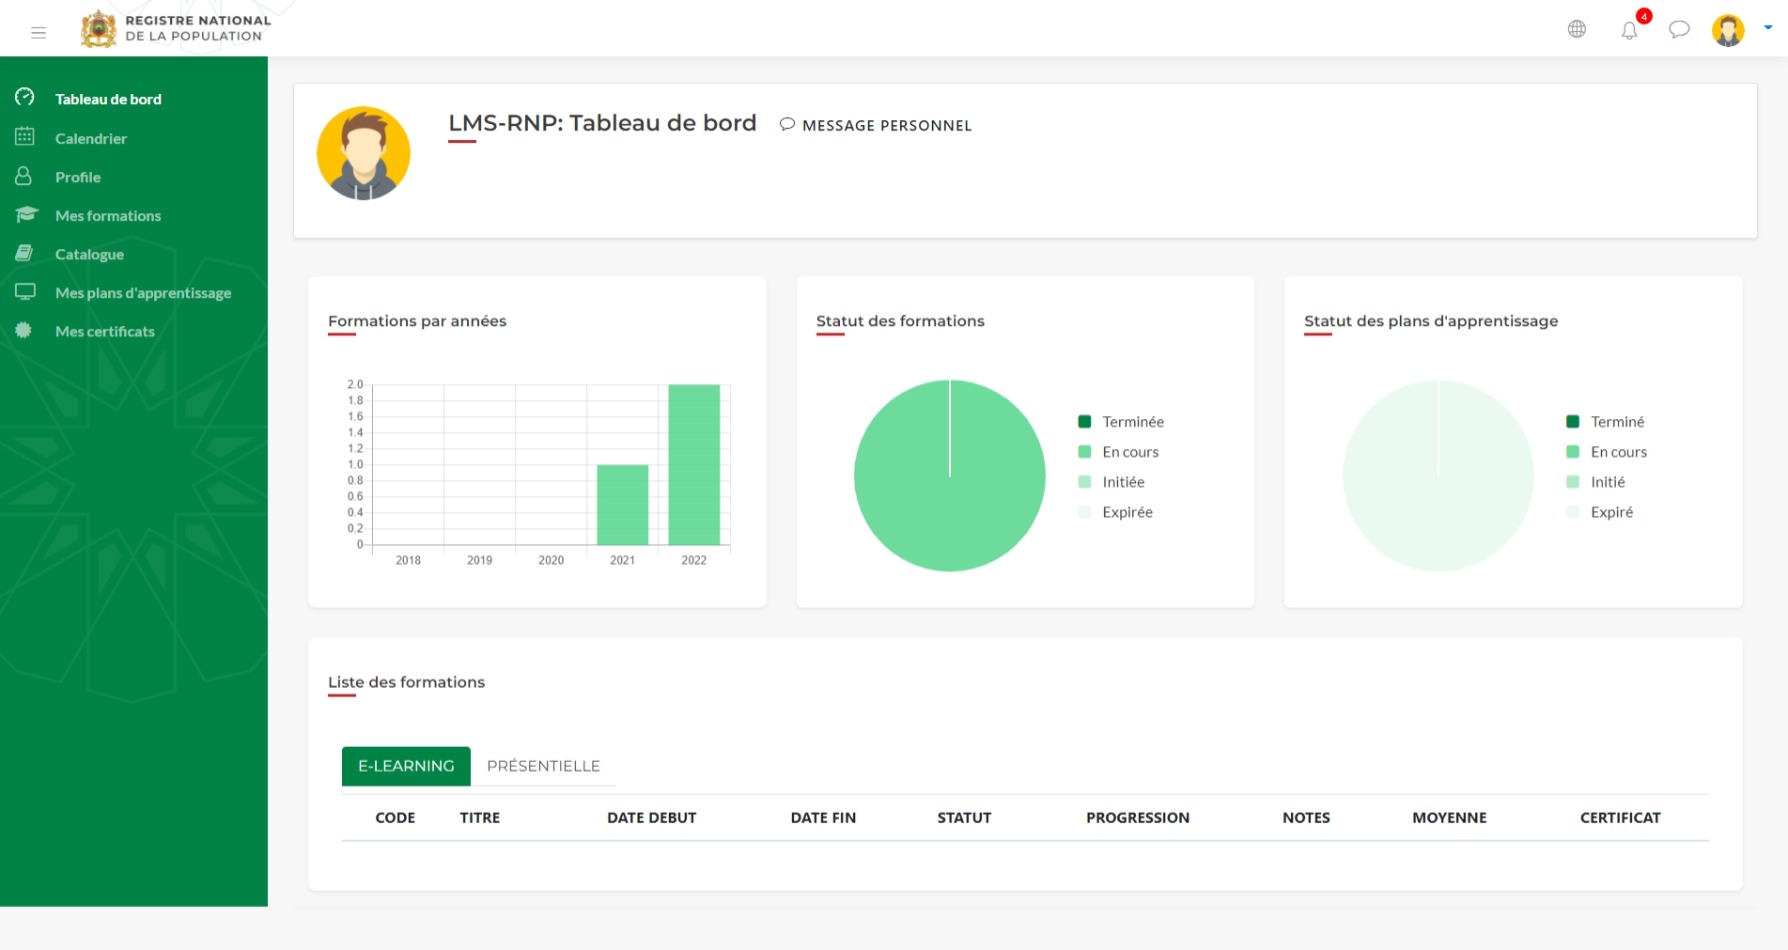 REGISTRE NATIONAL
DE LA POPULATION
4
Tableau de bord
Calendrier
Profile
Mes formations
Catalogue
Mes plans d'apprentissage
Mes certificats
LMS-RNP: Tableau de bord
MESSAGE PERSONNEL
Formations par années
2.0
1.8
1.6
1.4
1.2
1.0
0.8
0.6
0.4
0.2
0
2018 2019 2020 2021 2022
Statut des formations
Terminée
En cours
Initiée
Expirée
Statut des plans d'apprentissage
Terminé
En cours
Initié
Expiré
Liste des formations
E-LEARNING PRÉSENTIELLE
CODE TITRE DATE DEBUT DATE FIN STATUT PROGRESSION NOTES MOYENNE CERTIFICAT